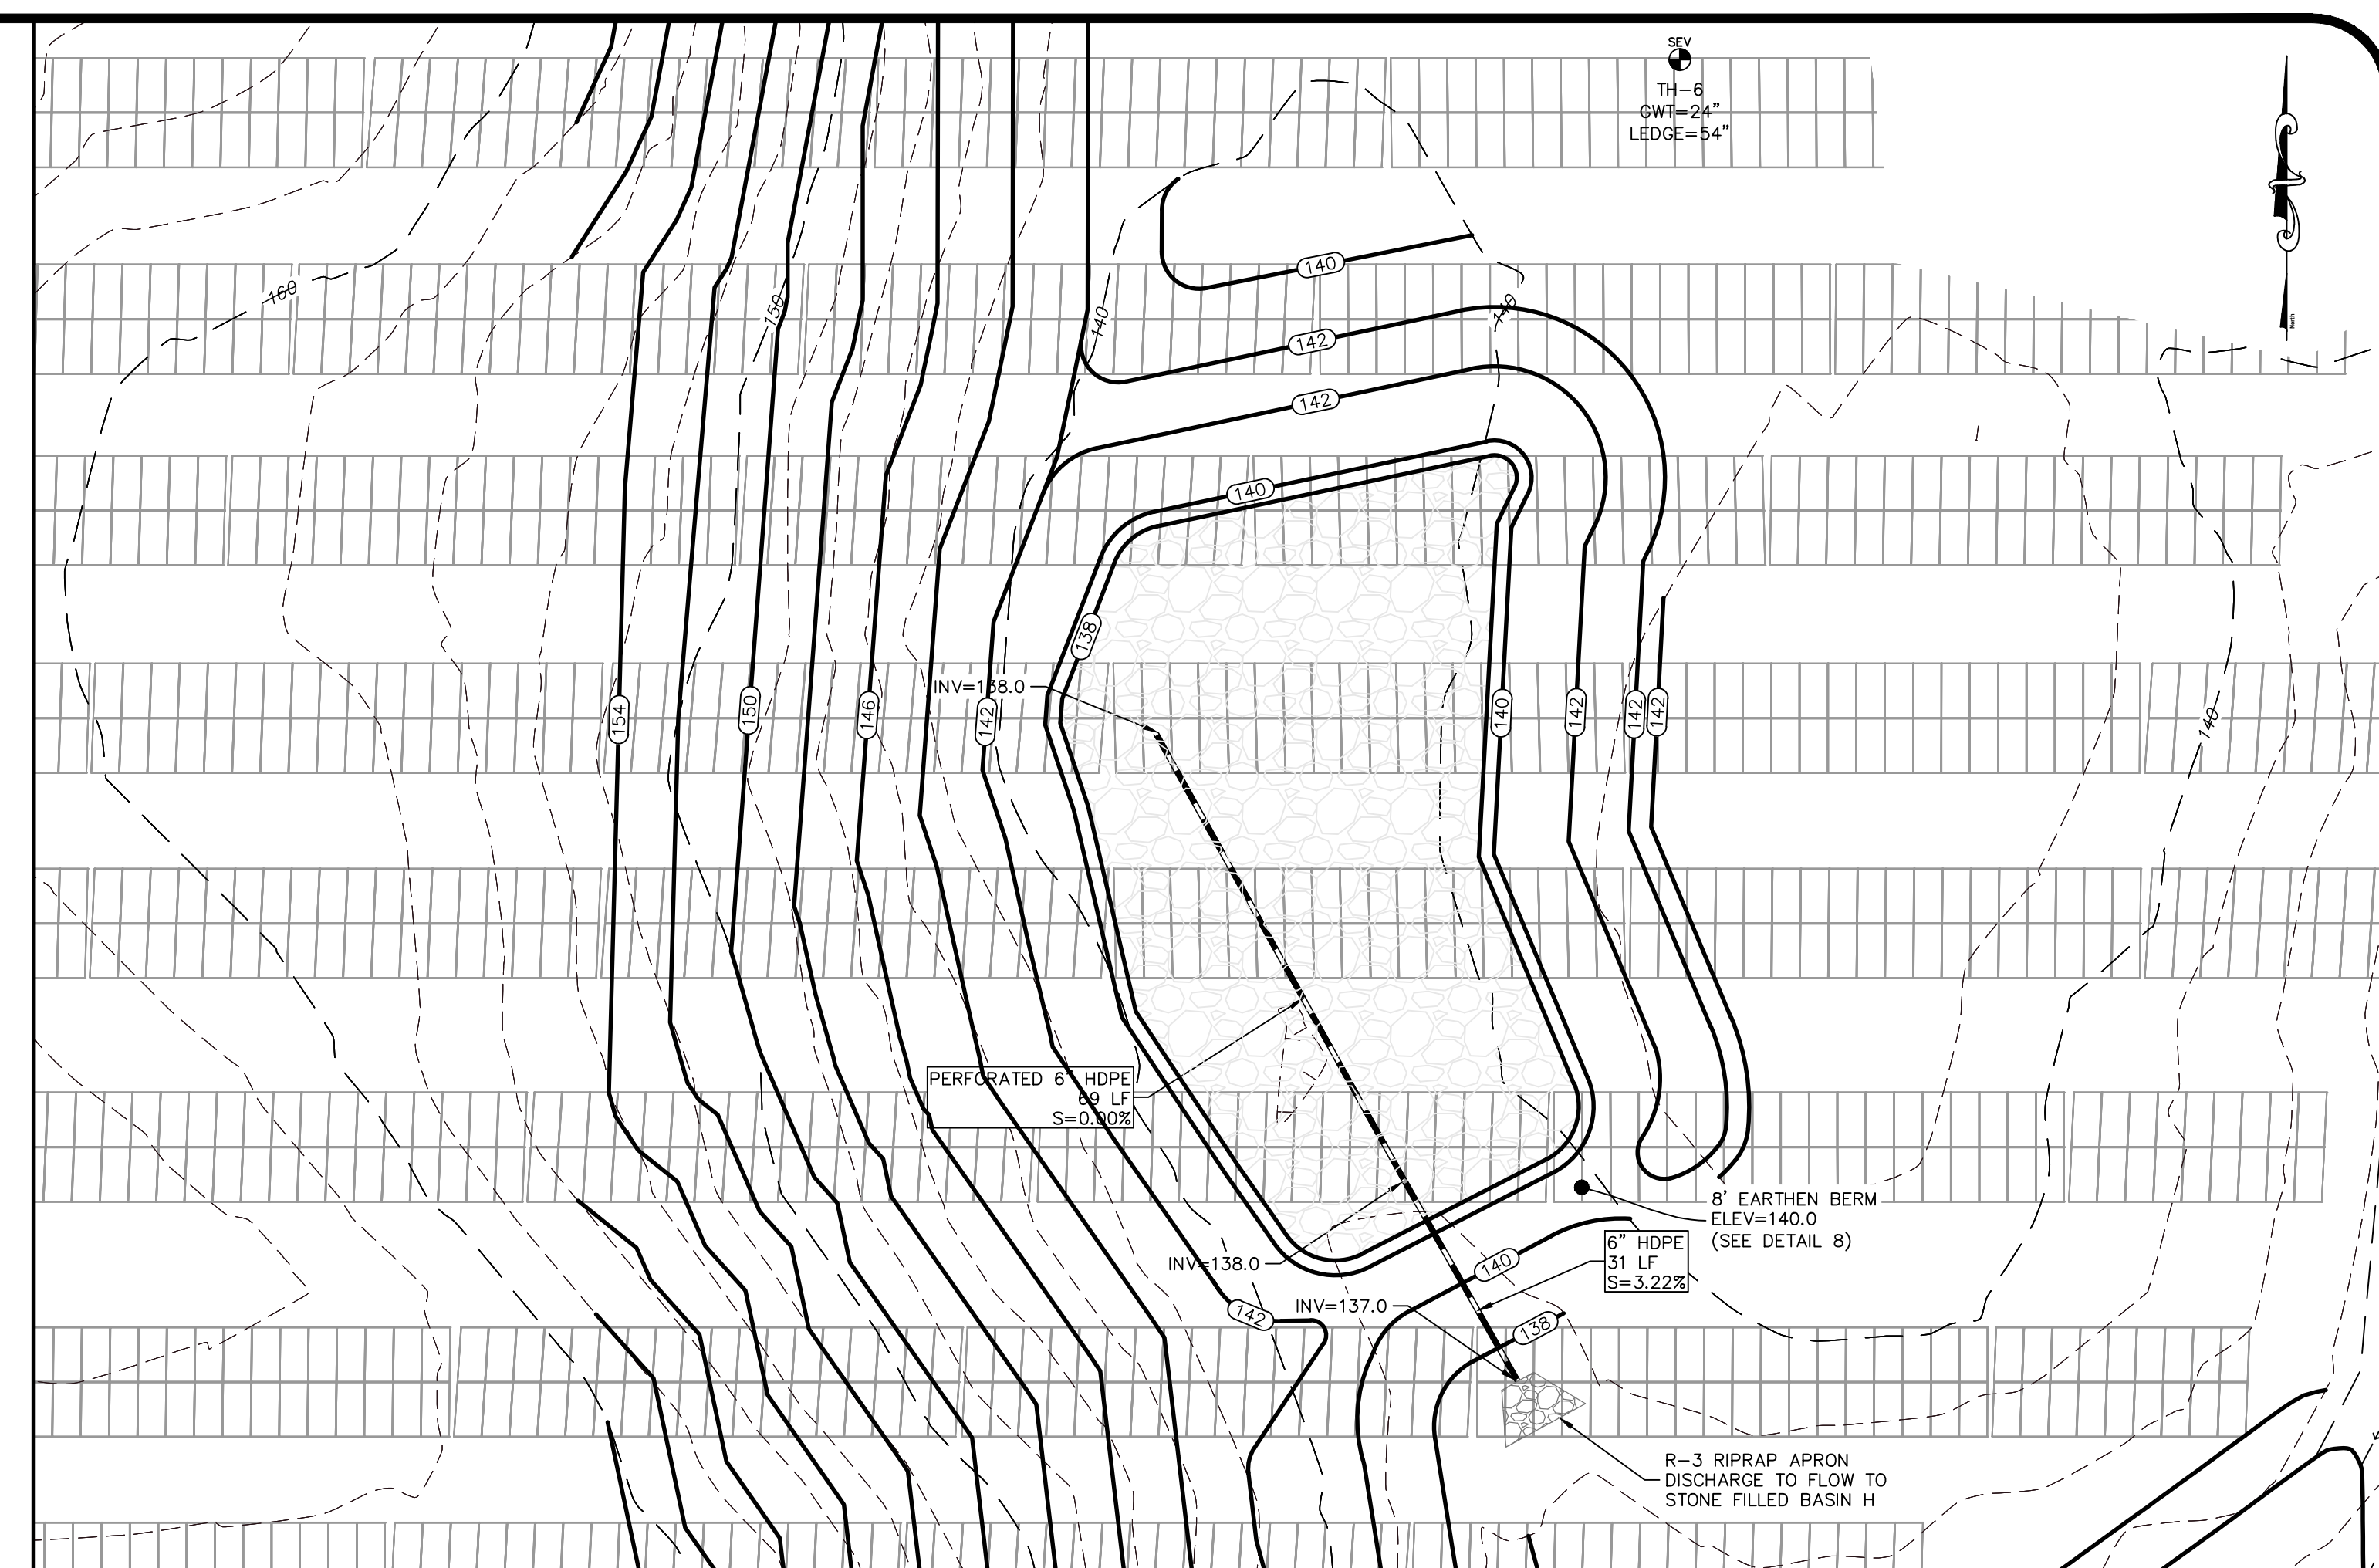 SEV
TH-6
GWT=24"
LEDGE=54"
North
160
150
140
140
140
142
142
140
138
INV=138.0
154
150
146
142
140
142
142
142
140
PERFORATED 6" HDPE
69 LF
S=0.00%
8' EARTHEN BERM
ELEV=140.0
(SEE DETAIL 8)
6" HDPE
31 LF
S=3.22%
INV=138.0
140
INV=137.0
142
138
R-3 RIPRAP APRON
DISCHARGE TO FLOW TO
STONE FILLED BASIN H